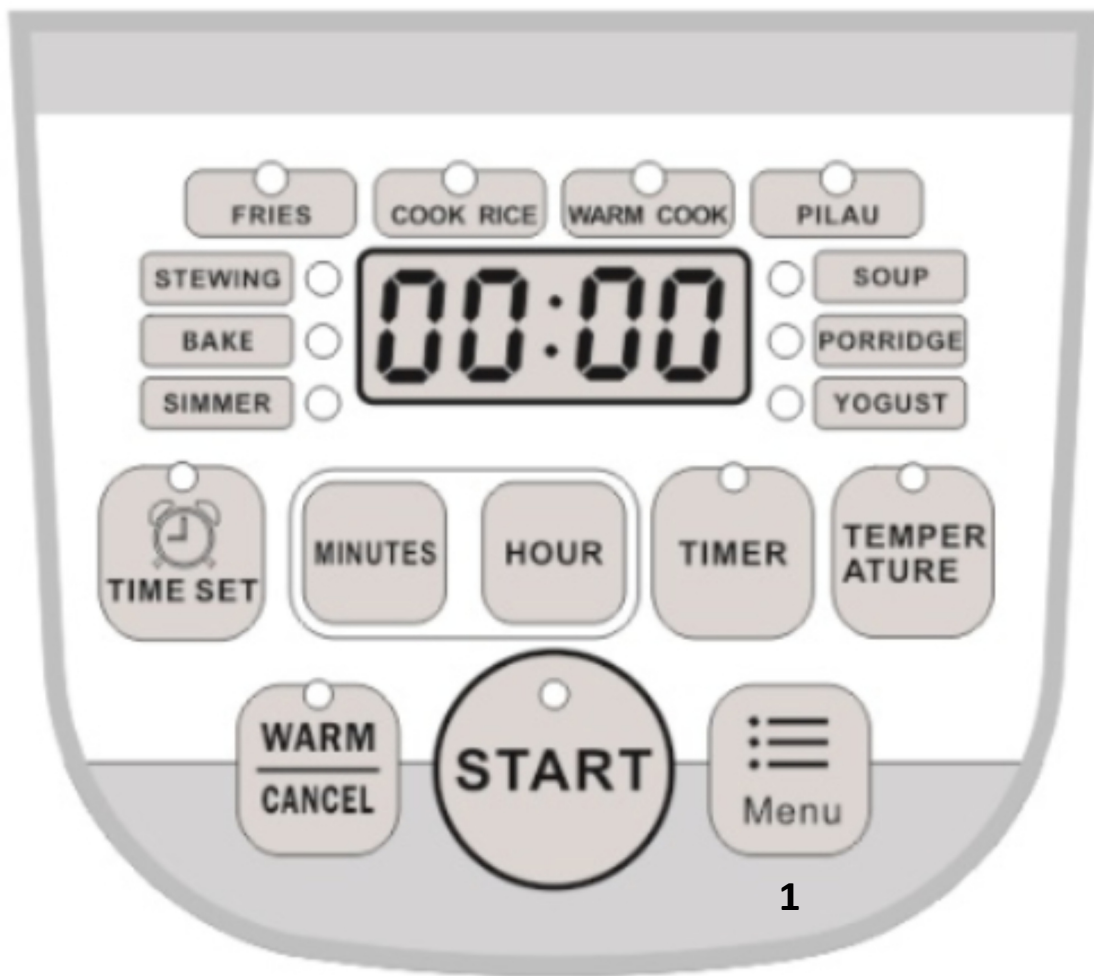 FRIES COOK RICE WARM COOK PILAU
STEWING 00:00 SOUP
BAKE PORRIDGE
SIMMER YOGUST
TIME SET MINUTES HOUR TIMER TEMPER
ATURE
WARM
CANCEL
START
Menu
1